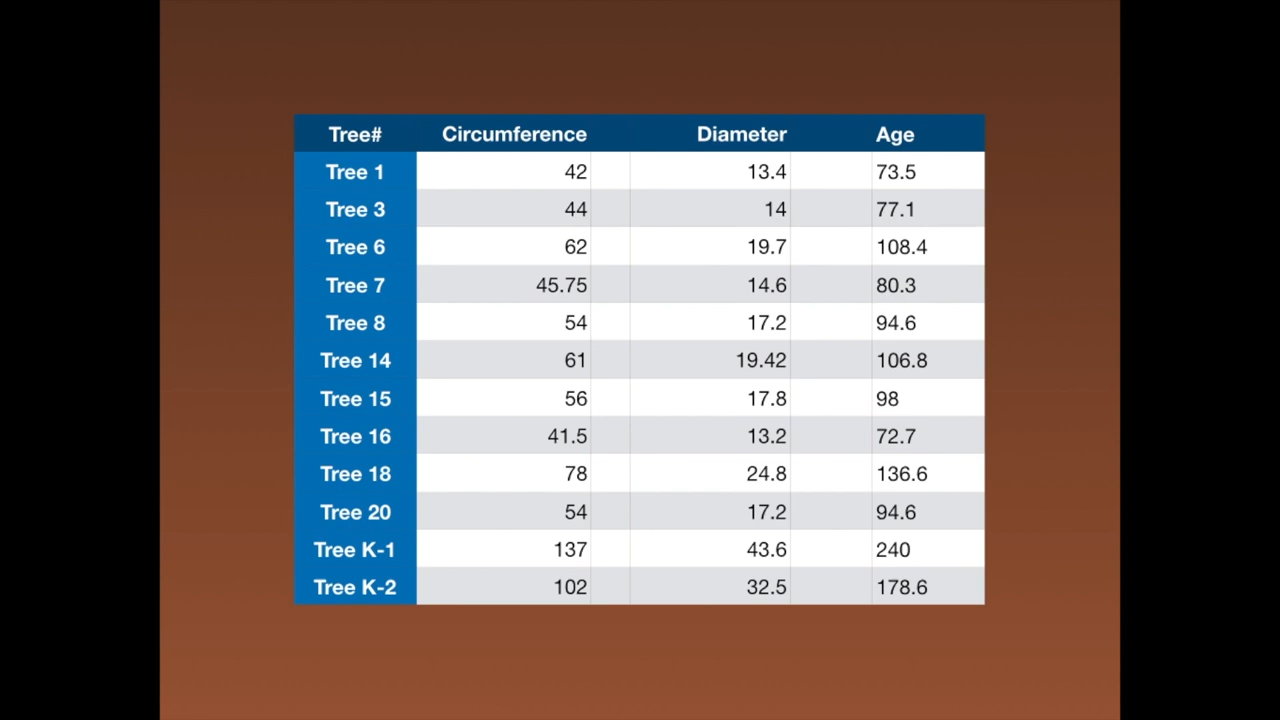 Tree# Circumference Diameter Age
Tree 1 42 13.4 73.5
Tree 3 44 14 77.1
Tree 6 62 19.7 108.4
Tree 7 45.75 14.6 80.3
Tree 8 54 17.2 94.6
Tree 14 61 19.42 106.8
Tree 15 56 17.8 98
Tree 16 41.5 13.2 72.7
Tree 18 78 24.8 136.6
Tree 20 54 17.2 94.6
Tree K-1 137 43.6 240
Tree K-2 102 32.5 178.6